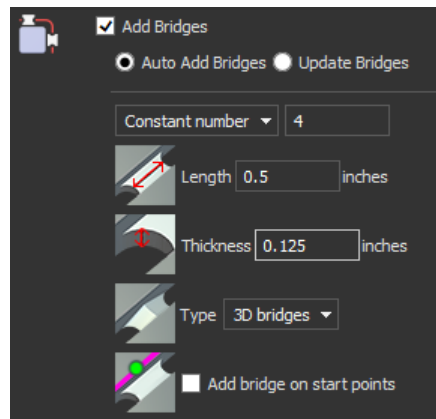 Add Bridges
Auto Add Bridges Update Bridges
Constant number 4
Length 0.5 inches
Thickness 0.125 inches
Type 3D bridges
Add bridge on start points